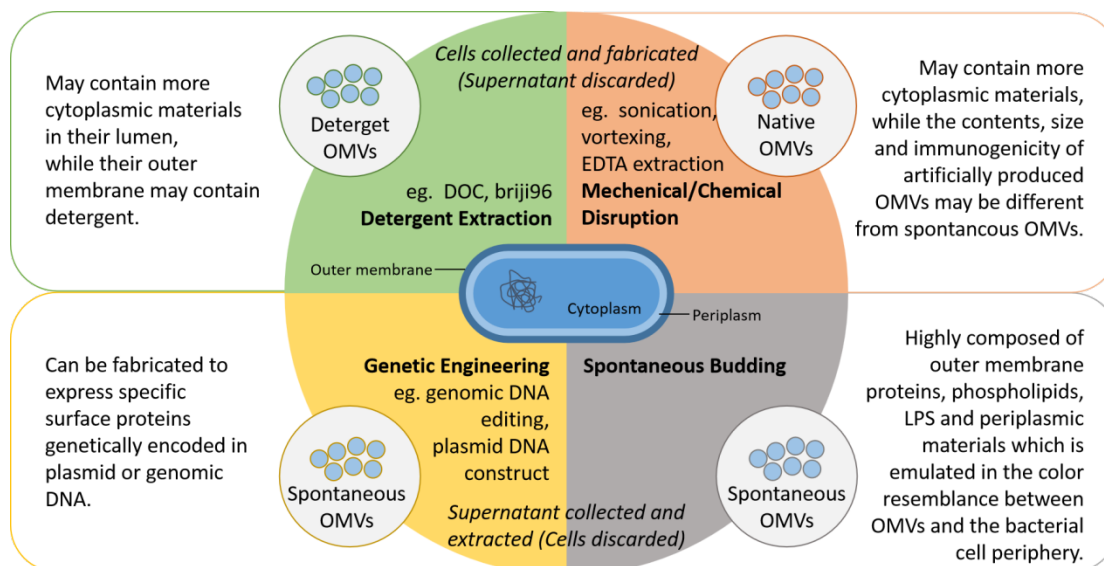 May contain more
cytoplasmic materials
in their lumen,
while their outer
membrane may contain
detergent.
Deterget
OMVs
Cells collected and fabricated
(Supernatant discarded)
eg. DOC, briji96
Detergent Extraction
eg. sonication,
vortexing,
EDTA extraction
Mechenical/Chemical
Disruption
Native
OMVs
May contain more
cytoplasmic materials,
while the contents, size
and immunogenicity of
artificially produced
OMVs may be different
from spontancous OMVs.
Outer membrane
Cytoplasm
Periplasm
Can be fabricated to
express specific
surface proteins
genetically encoded in
plasmid or genomic
DNA.
Genetic Engineering
eg. genomic DNA
editing,
plasmid DNA
construct
Spontaneous
OMVs
Supernatant collected and
extracted (Cells discarded)
Spontaneous Budding
Spontaneous
OMVs
Highly composed of
outer membrane
proteins, phospholipids,
LPS and periplasmic
materials which is
emulated in the color
resemblance between
OMVs and the bacterial
cell periphery.